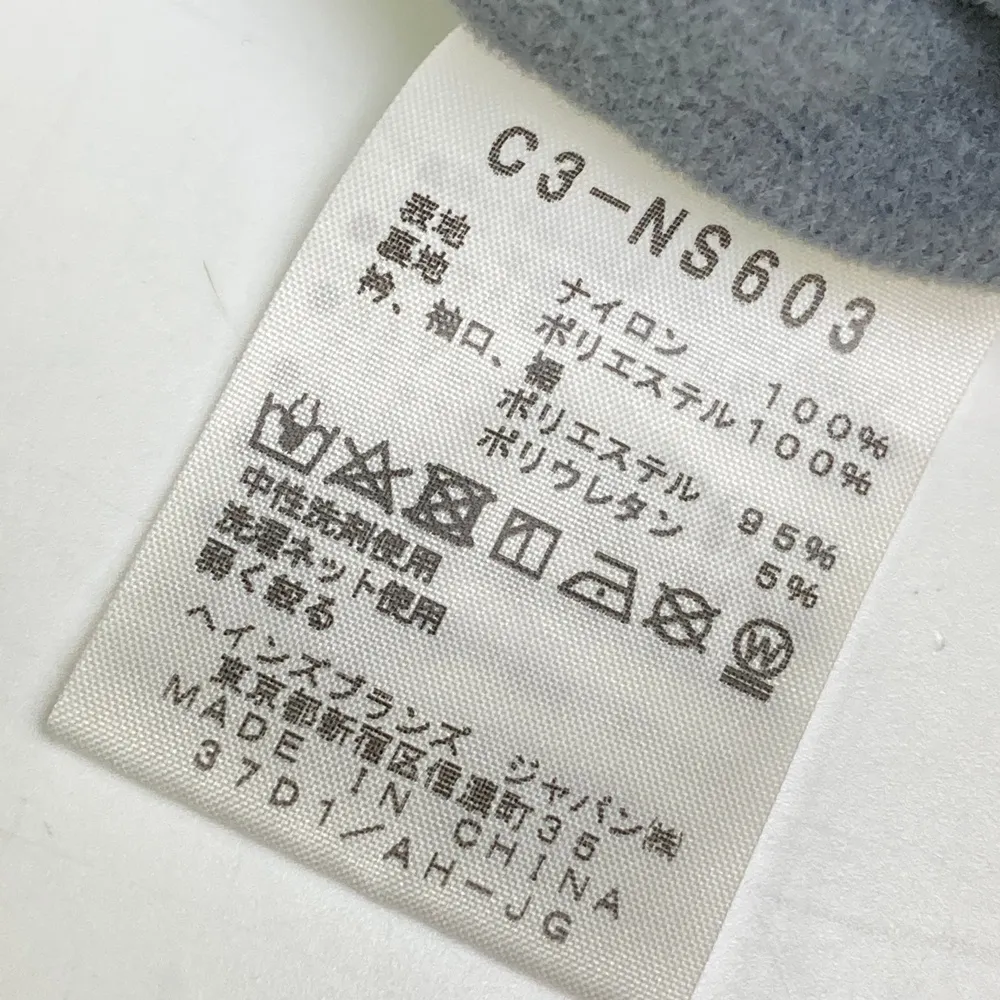 C3-NS603
表地 ナイロン 100%
裏地 ポリエステル100%
衿、袖口、裾
ポリエステル 95%
ポリウレタン 5%
中性洗剤使用
洗濯ネット使用
弱く絞る
ヘインズブランズ ジャパン㈱
東京都新宿区信濃町35
MADE IN CHINA
37D1/AH-JG